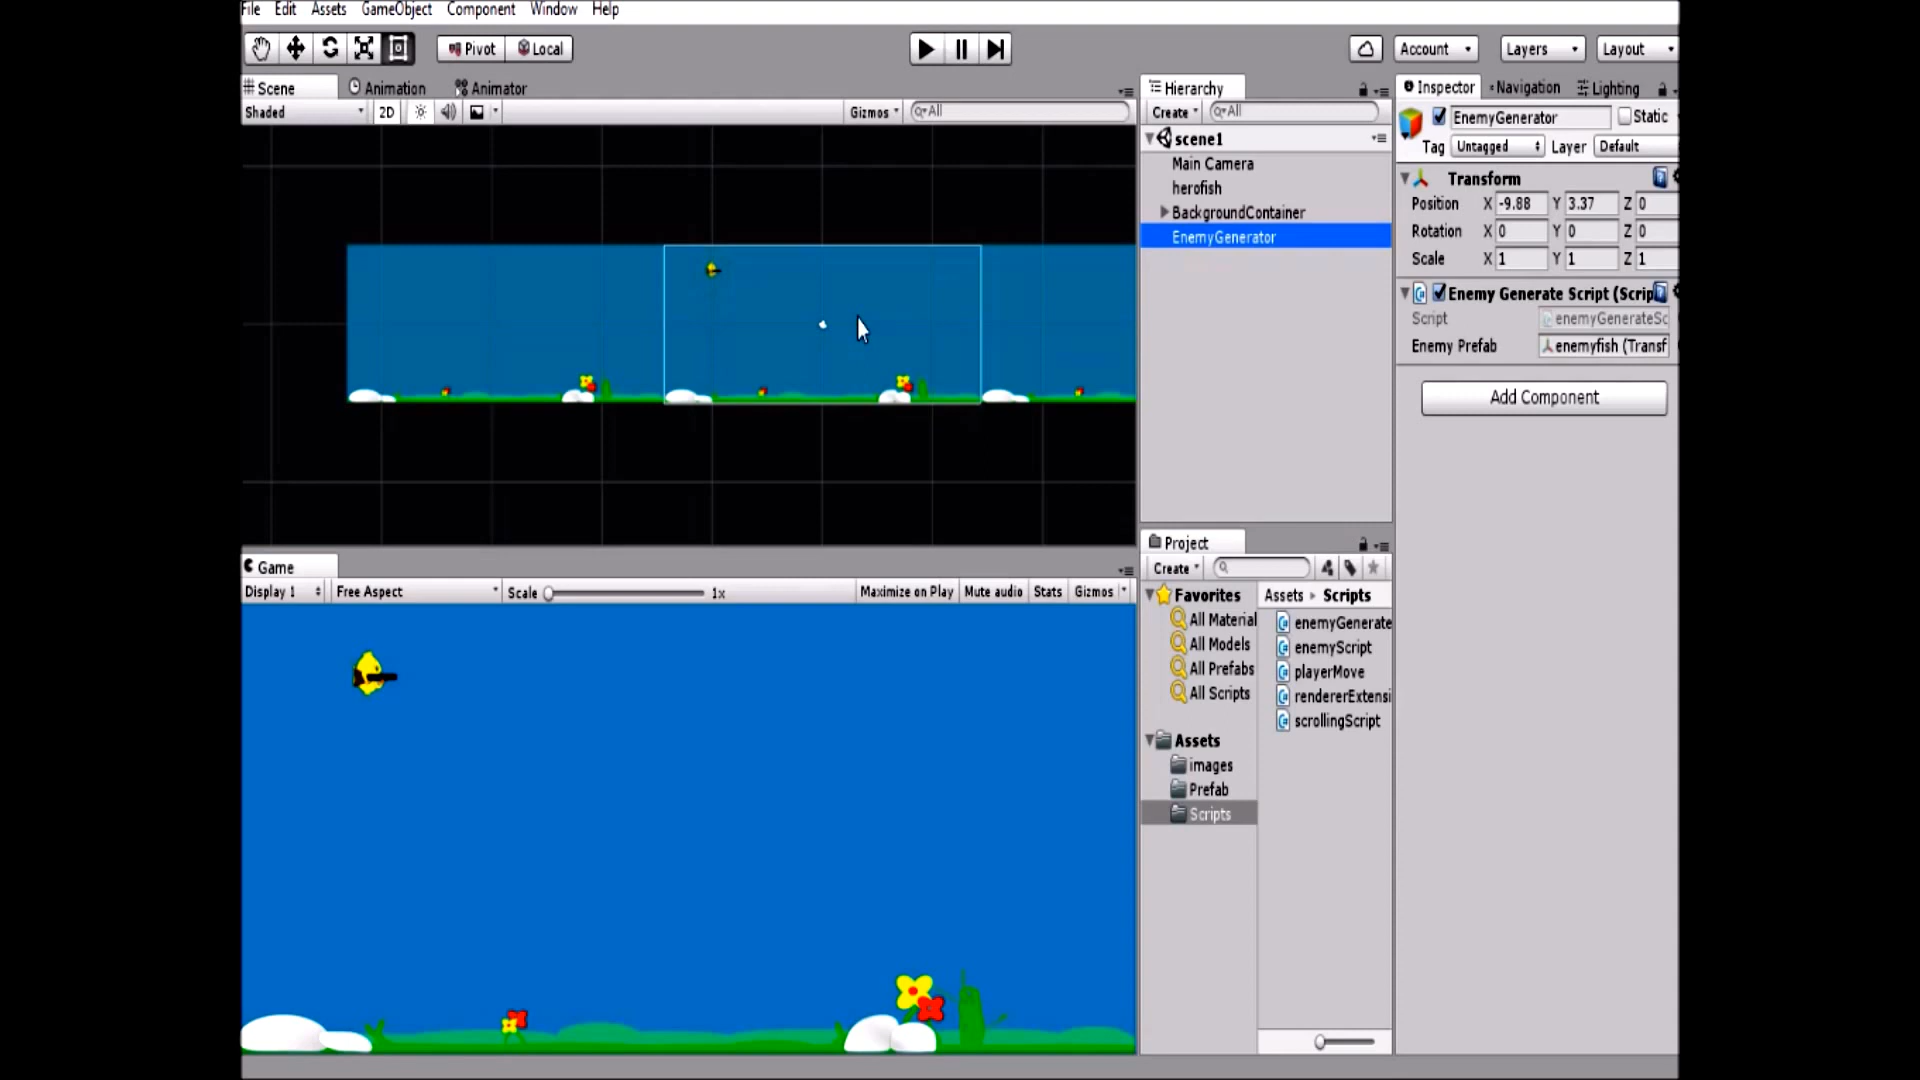 File Edit Assets GameObject Component Window Help
Pivot Local Account Layers Layout
Scene Animation Animator
Shaded 2D Gizmos All
Hierarchy
Create All
scene1
Main Camera
herofish
BackgroundContainer
EnemyGenerator
Inspector Navigation Lighting
EnemyGenerator Static
Tag Untagged Layer Default
Transform
Position X -9.88 Y 3.37 Z 0
Rotation X 0 Y 0 Z 0
Scale X 1 Y 1 Z 1
Enemy Generate Script (Scrip
Script enemyGenerateSc
Enemy Prefab enemyfish (Transf
Add Component
Game
Display 1 Free Aspect Scale 1x Maximize on Play Mute audio Stats Gizmos
Project
Create
Favorites
All Material
All Models
All Prefabs
All Scripts
Assets
images
Prefab
Scripts
Assets Scripts
enemyGenerate
enemyScript
playerMove
rendererExtensi
scrollingScript